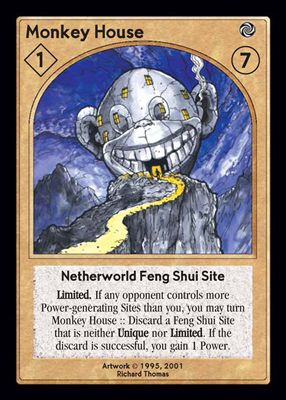 Monkey House
1
7
Netherworld Feng Shui Site
Limited. If any opponent controls more
Power-generating Sites than you, you may turn
Monkey House :: Discard a Feng Shui Site
that is neither Unique nor Limited. If the
discard is successful, you gain 1 Power.
Artwork © 1995, 2001
Richard Thomas